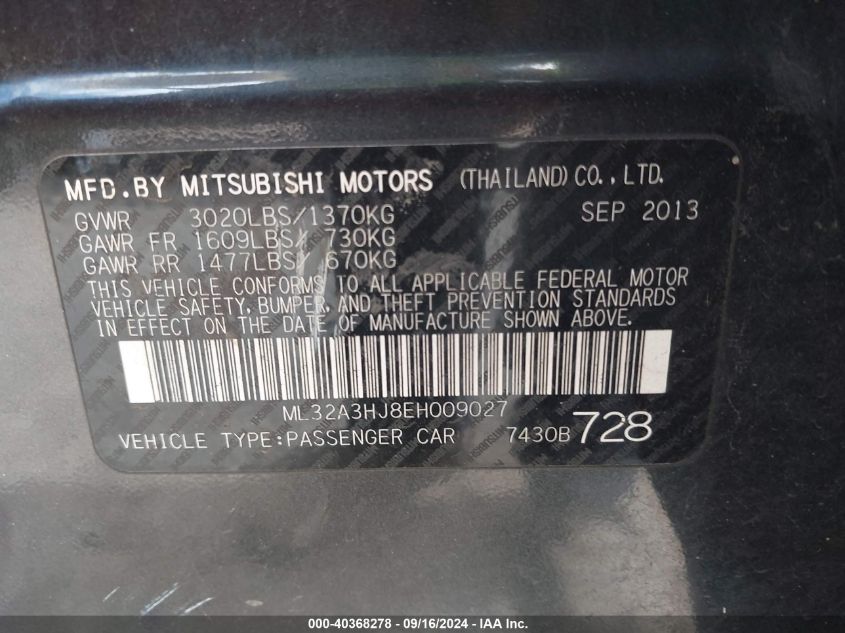 MFD.BY MITSUBISHI MOTORS (THAILAND) CO.,LTD.
GVWR 3020LBS/1370KG SEP 2013
GAWR FR 1609LBS/ 730KG
GAWR RR 1477LBS/ 670KG
THIS VEHICLE CONFORMS TO ALL APPLICABLE FEDERAL MOTOR
VEHICLE SAFETY, BUMPER, AND THEFT PREVENTION STANDARDS
IN EFFECT ON THE DATE OF MANUFACTURE SHOWN ABOVE.
ML32A3HJ8EH009027
VEHICLE TYPE:PASSENGER CAR 7430B 728
000-40368278 - 09/16/2024 - IAA Inc.